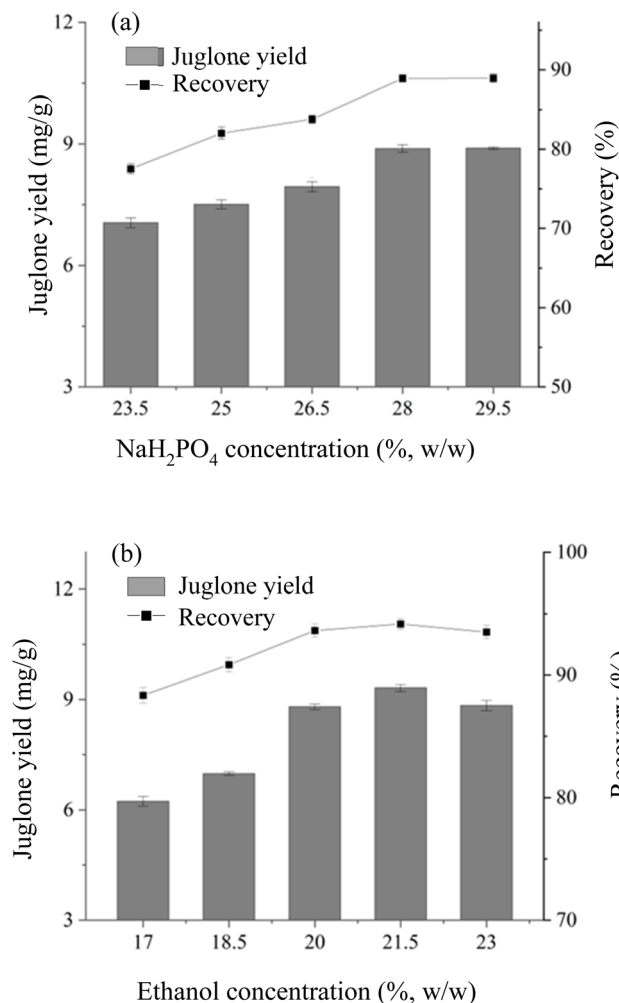 (a)
Juglone yield
Recovery
Juglone yield (mg/g)
12
9
6
3
Recovery (%)
90
80
70
60
50
23.5 25 26.5 28 29.5
NaH₂PO₄ concentration (%, w/w)
(b)
Juglone yield
Recovery
Juglone yield (mg/g)
12
9
6
3
Recovery (%)
100
90
80
70
17 18.5 20 21.5 23
Ethanol concentration (%, w/w)